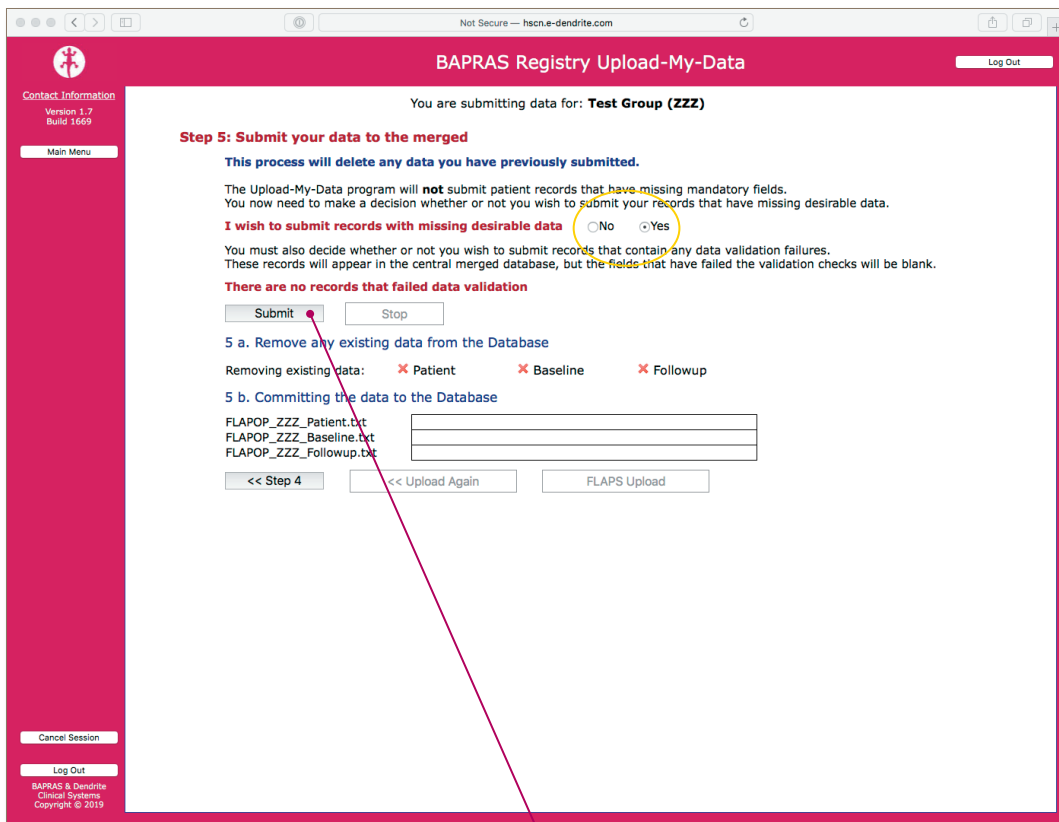 Not Secure — hscn.e-dendrite.com
BAPRAS Registry Upload-My-Data
Log Out
Contact Information
Version 1.7
Build 1669
Main Menu
You are submitting data for: Test Group (ZZZ)
Step 5: Submit your data to the merged
This process will delete any data you have previously submitted.
The Upload-My-Data program will not submit patient records that have missing mandatory fields.
You now need to make a decision whether or not you wish to submit your records that have missing desirable data.
I wish to submit records with missing desirable data No Yes
You must also decide whether or not you wish to submit records that contain any data validation failures.
These records will appear in the central merged database, but the fields that have failed the validation checks will be blank.
There are no records that failed data validation
Submit Stop
5 a. Remove any existing data from the Database
Removing existing data: Patient Baseline Followup
5 b. Committing the data to the Database
FLAPOP_ZZZ_Patient.txt
FLAPOP_ZZZ_Baseline.txt
FLAPOP_ZZZ_Followup.txt
<< Step 4 << Upload Again FLAPS Upload
Cancel Session
Log Out
BAPRAS & Dendrite
Clinical Systems
Copyright © 2019